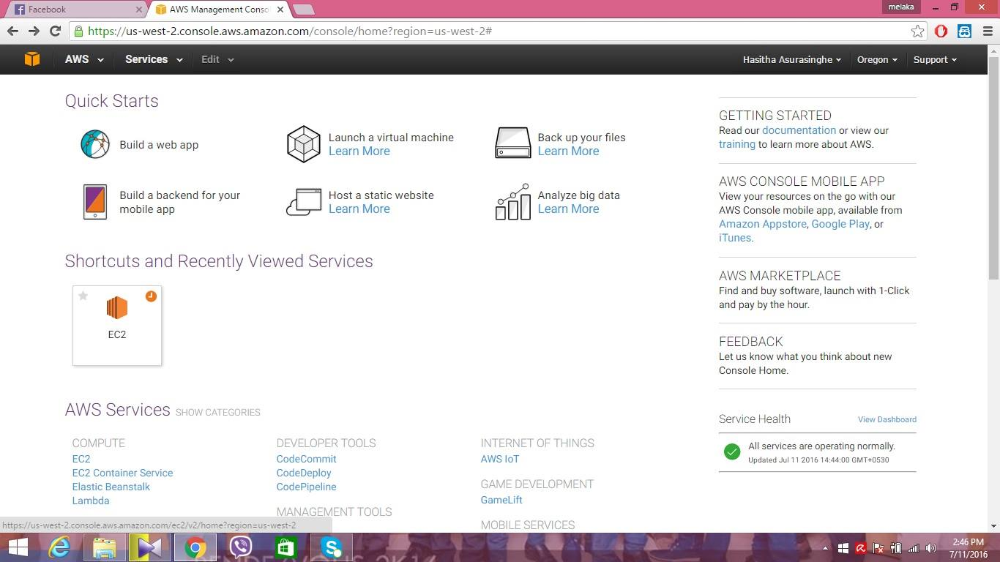 Facebook
AWS Management Conso
melaka
https://us-west-2.console.aws.amazon.com/console/home?region=us-west-2#
AWS
Services
Edit
Hasitha Asurasinghe
Oregon
Support
Quick Starts
Build a web app
Launch a virtual machine
Learn More
Back up your files
Learn More
Build a backend for your
mobile app
Host a static website
Learn More
Analyze big data
Learn More
Shortcuts and Recently Viewed Services
EC2
AWS Services SHOW CATEGORIES
COMPUTE
EC2
EC2 Container Service
Elastic Beanstalk
Lambda
DEVELOPER TOOLS
CodeCommit
CodeDeploy
CodePipeline
MANAGEMENT TOOLS
INTERNET OF THINGS
AWS IoT
GAME DEVELOPMENT
GameLift
MOBILE SERVICES
GETTING STARTED
Read our documentation or view our
training to learn more about AWS.
AWS CONSOLE MOBILE APP
View your resources on the go with our
AWS Console mobile app, available from
Amazon Appstore, Google Play, or
iTunes.
AWS MARKETPLACE
Find and buy software, launch with 1-Click
and pay by the hour.
FEEDBACK
Let us know what you think about new
Console Home.
Service Health
View Dashboard
All services are operating normally.
Updated Jul 11 2016 14:44:00 GMT+0530
https://us-west-2.console.aws.amazon.com/ec2/v2/home?region=us-west-2
2:46 PM
7/11/2016